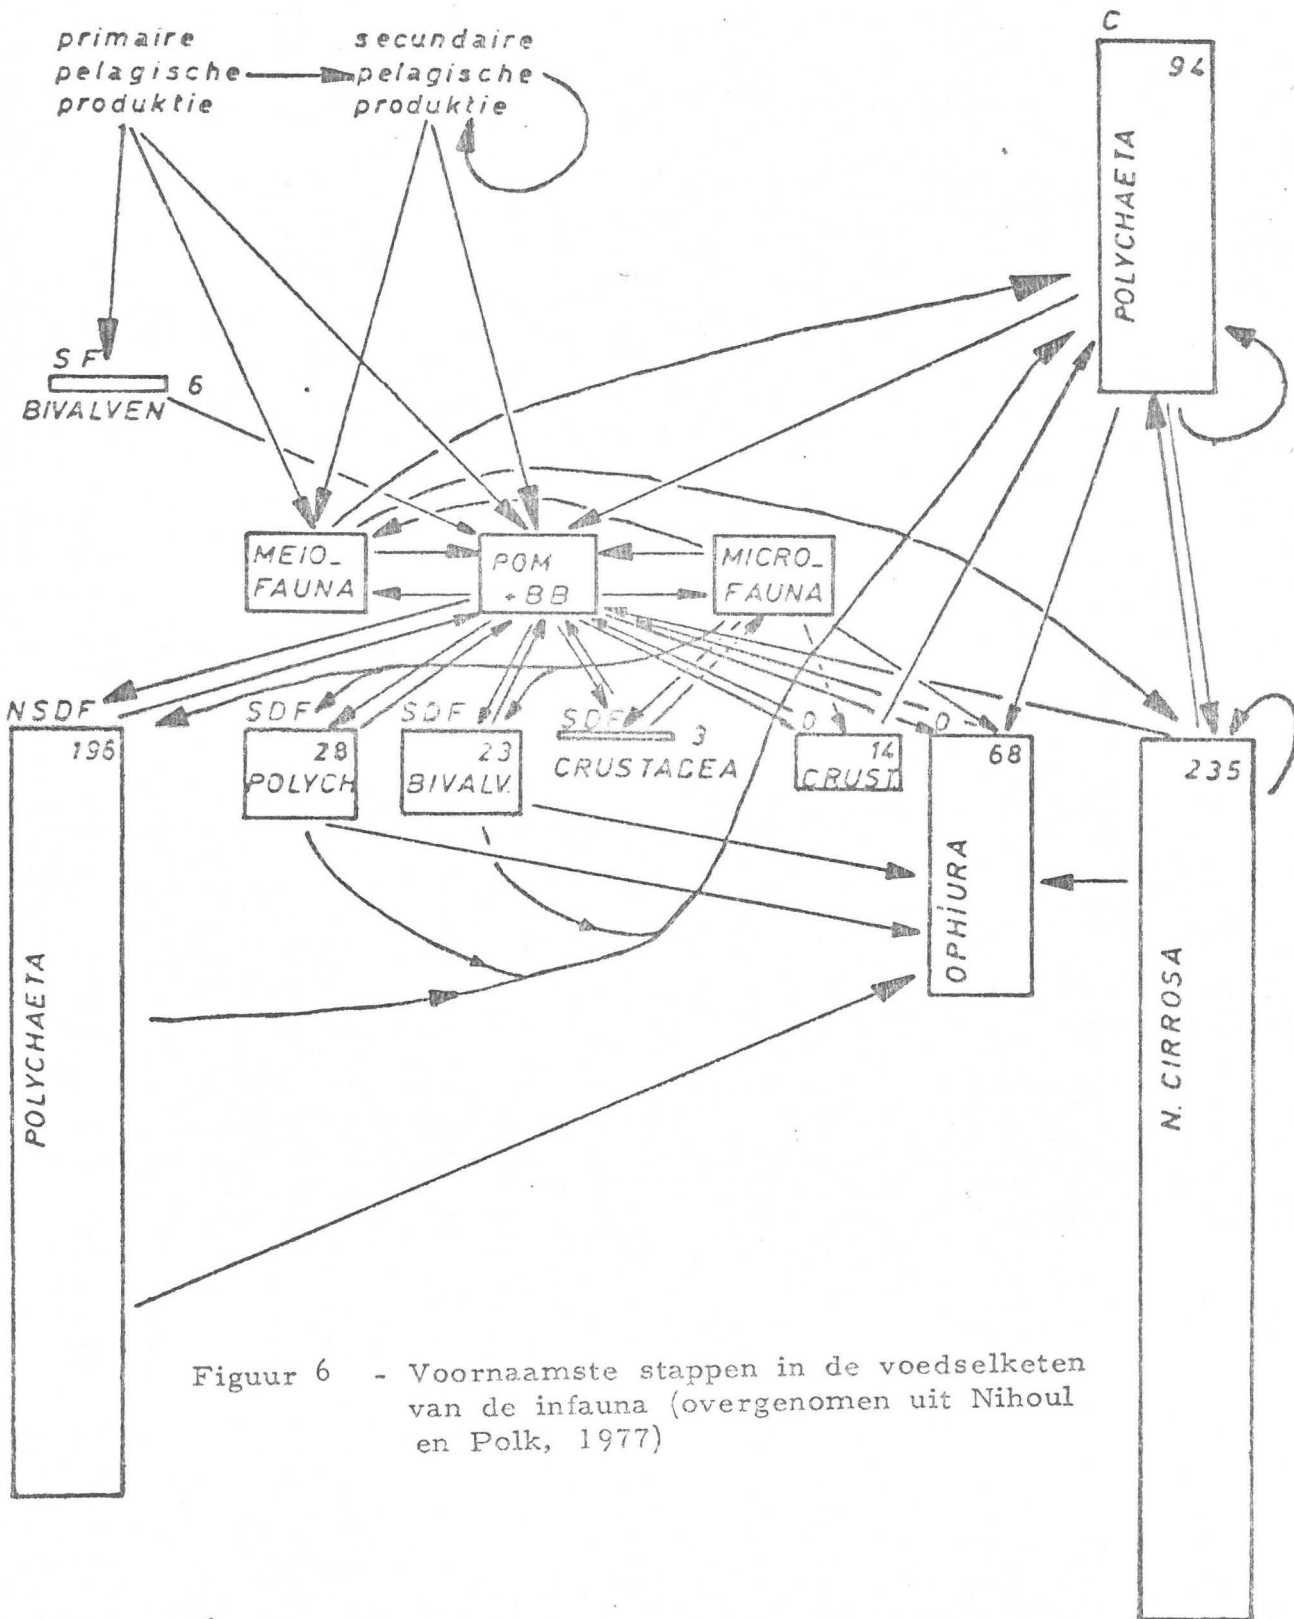 primaire
pelagische
produktie
secundaire
pelagische
produktie
C
94
POLYCHAETA
SF
6
BIVALVEN
MEIO-
FAUNA
POM
+BB
MICRO-
FAUNA
NSDF
196
POLYCHAETA
SDF
28
POLYCH
SDF
23
BIVALV.
SDF
3
CRUSTACEA
O
14
CRUST
O
68
OPHIURA
235
N. CIRROSA
Figuur 6 - Voornaamste stappen in de voedselketen
van de infauna (overgenomen uit Nihoul
en Polk, 1977)